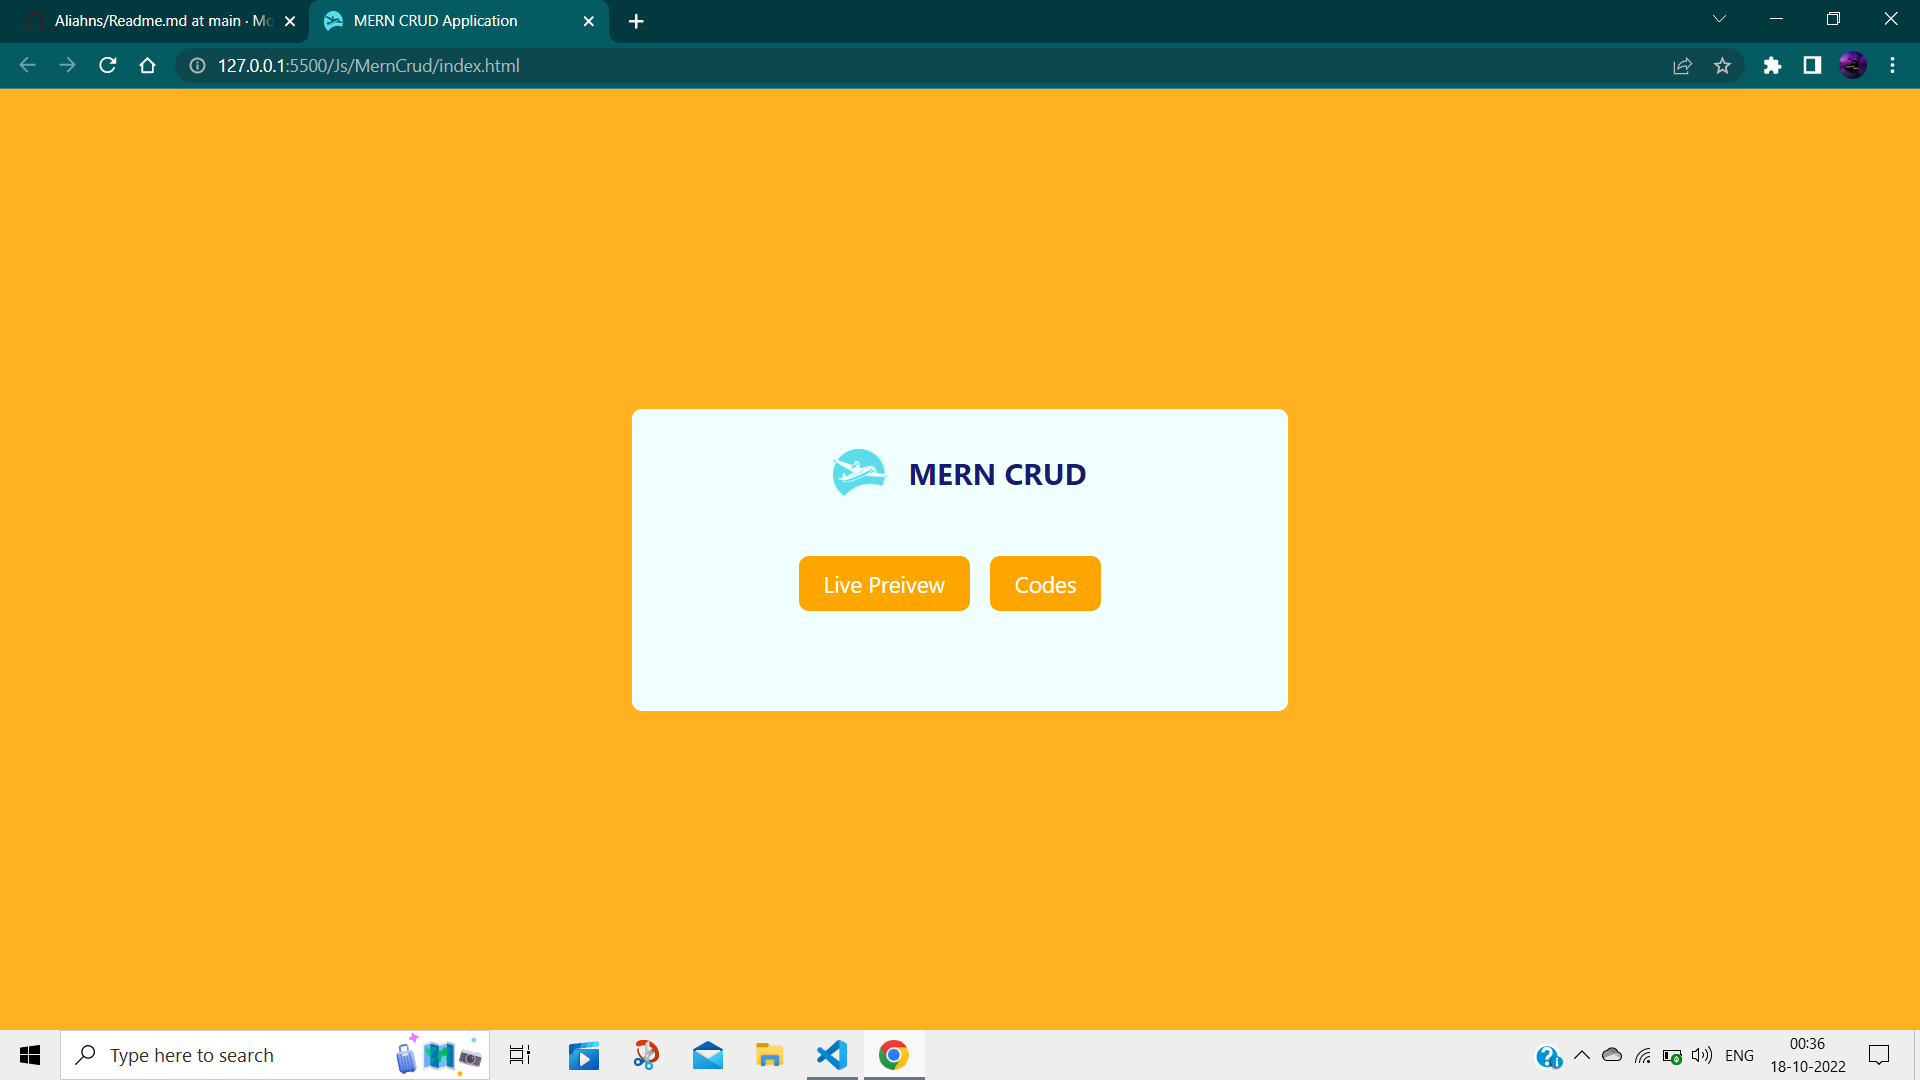 Aliahns/Readme.md at main · Mo
MERN CRUD Application
127.0.0.1:5500/Js/MernCrud/index.html
MERN CRUD
Live Preivew
Codes
Type here to search
ENG
00:36
18-10-2022